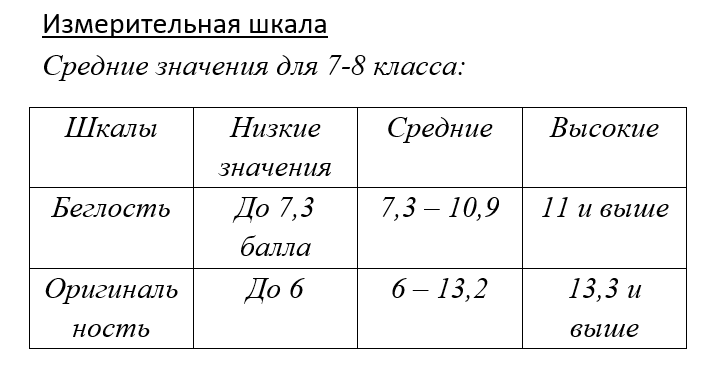 Измерительная шкала
Средние значения для 7-8 класса:
Шкалы Низкие значения Средние Высокие
Беглость До 7,3 балла 7,3 – 10,9 11 и выше
Оригиналь ность До 6 6 – 13,2 13,3 и выше